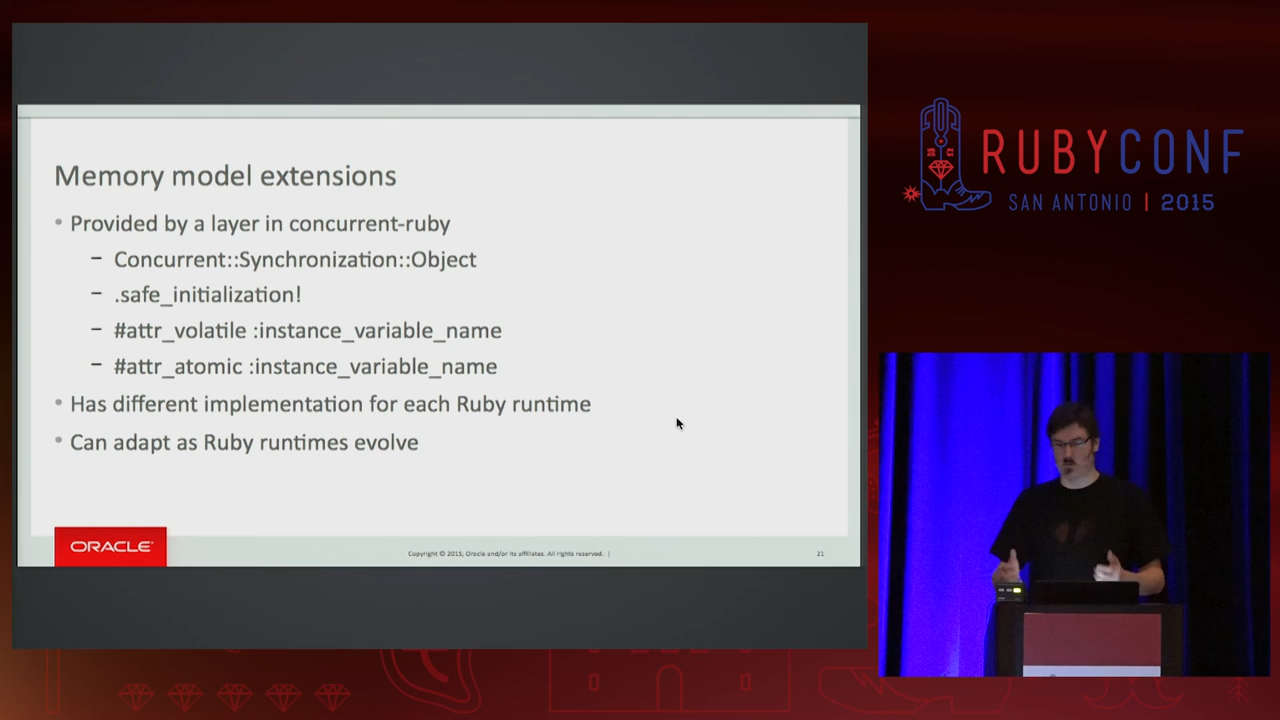 Memory model extensions
• Provided by a layer in concurrent-ruby
– Concurrent::Synchronization::Object
– .safe_initialization!
– #attr_volatile :instance_variable_name
– #attr_atomic :instance_variable_name
• Has different implementation for each Ruby runtime
• Can adapt as Ruby runtimes evolve
ORACLE®
Copyright © 2015, Oracle and/or its affiliates. All rights reserved. |
21
RUBYCONF
SAN ANTONIO | 2015